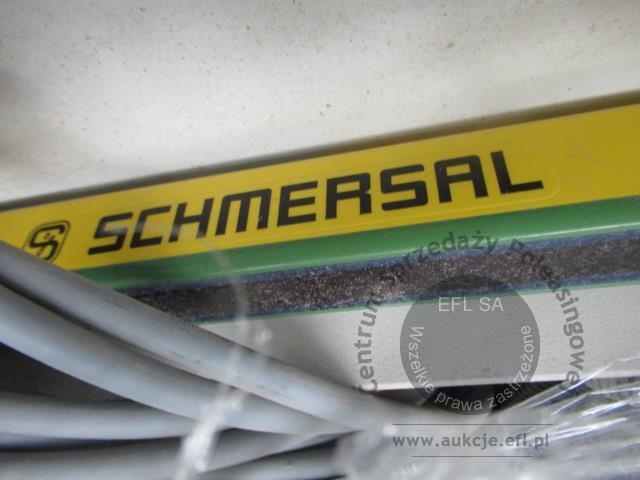 SCHMERSAL
Centrum Sprzedaży Poleasingowej
EFL SA
Wszelkie prawa zastrzeżone
www.aukcje.efl.pl